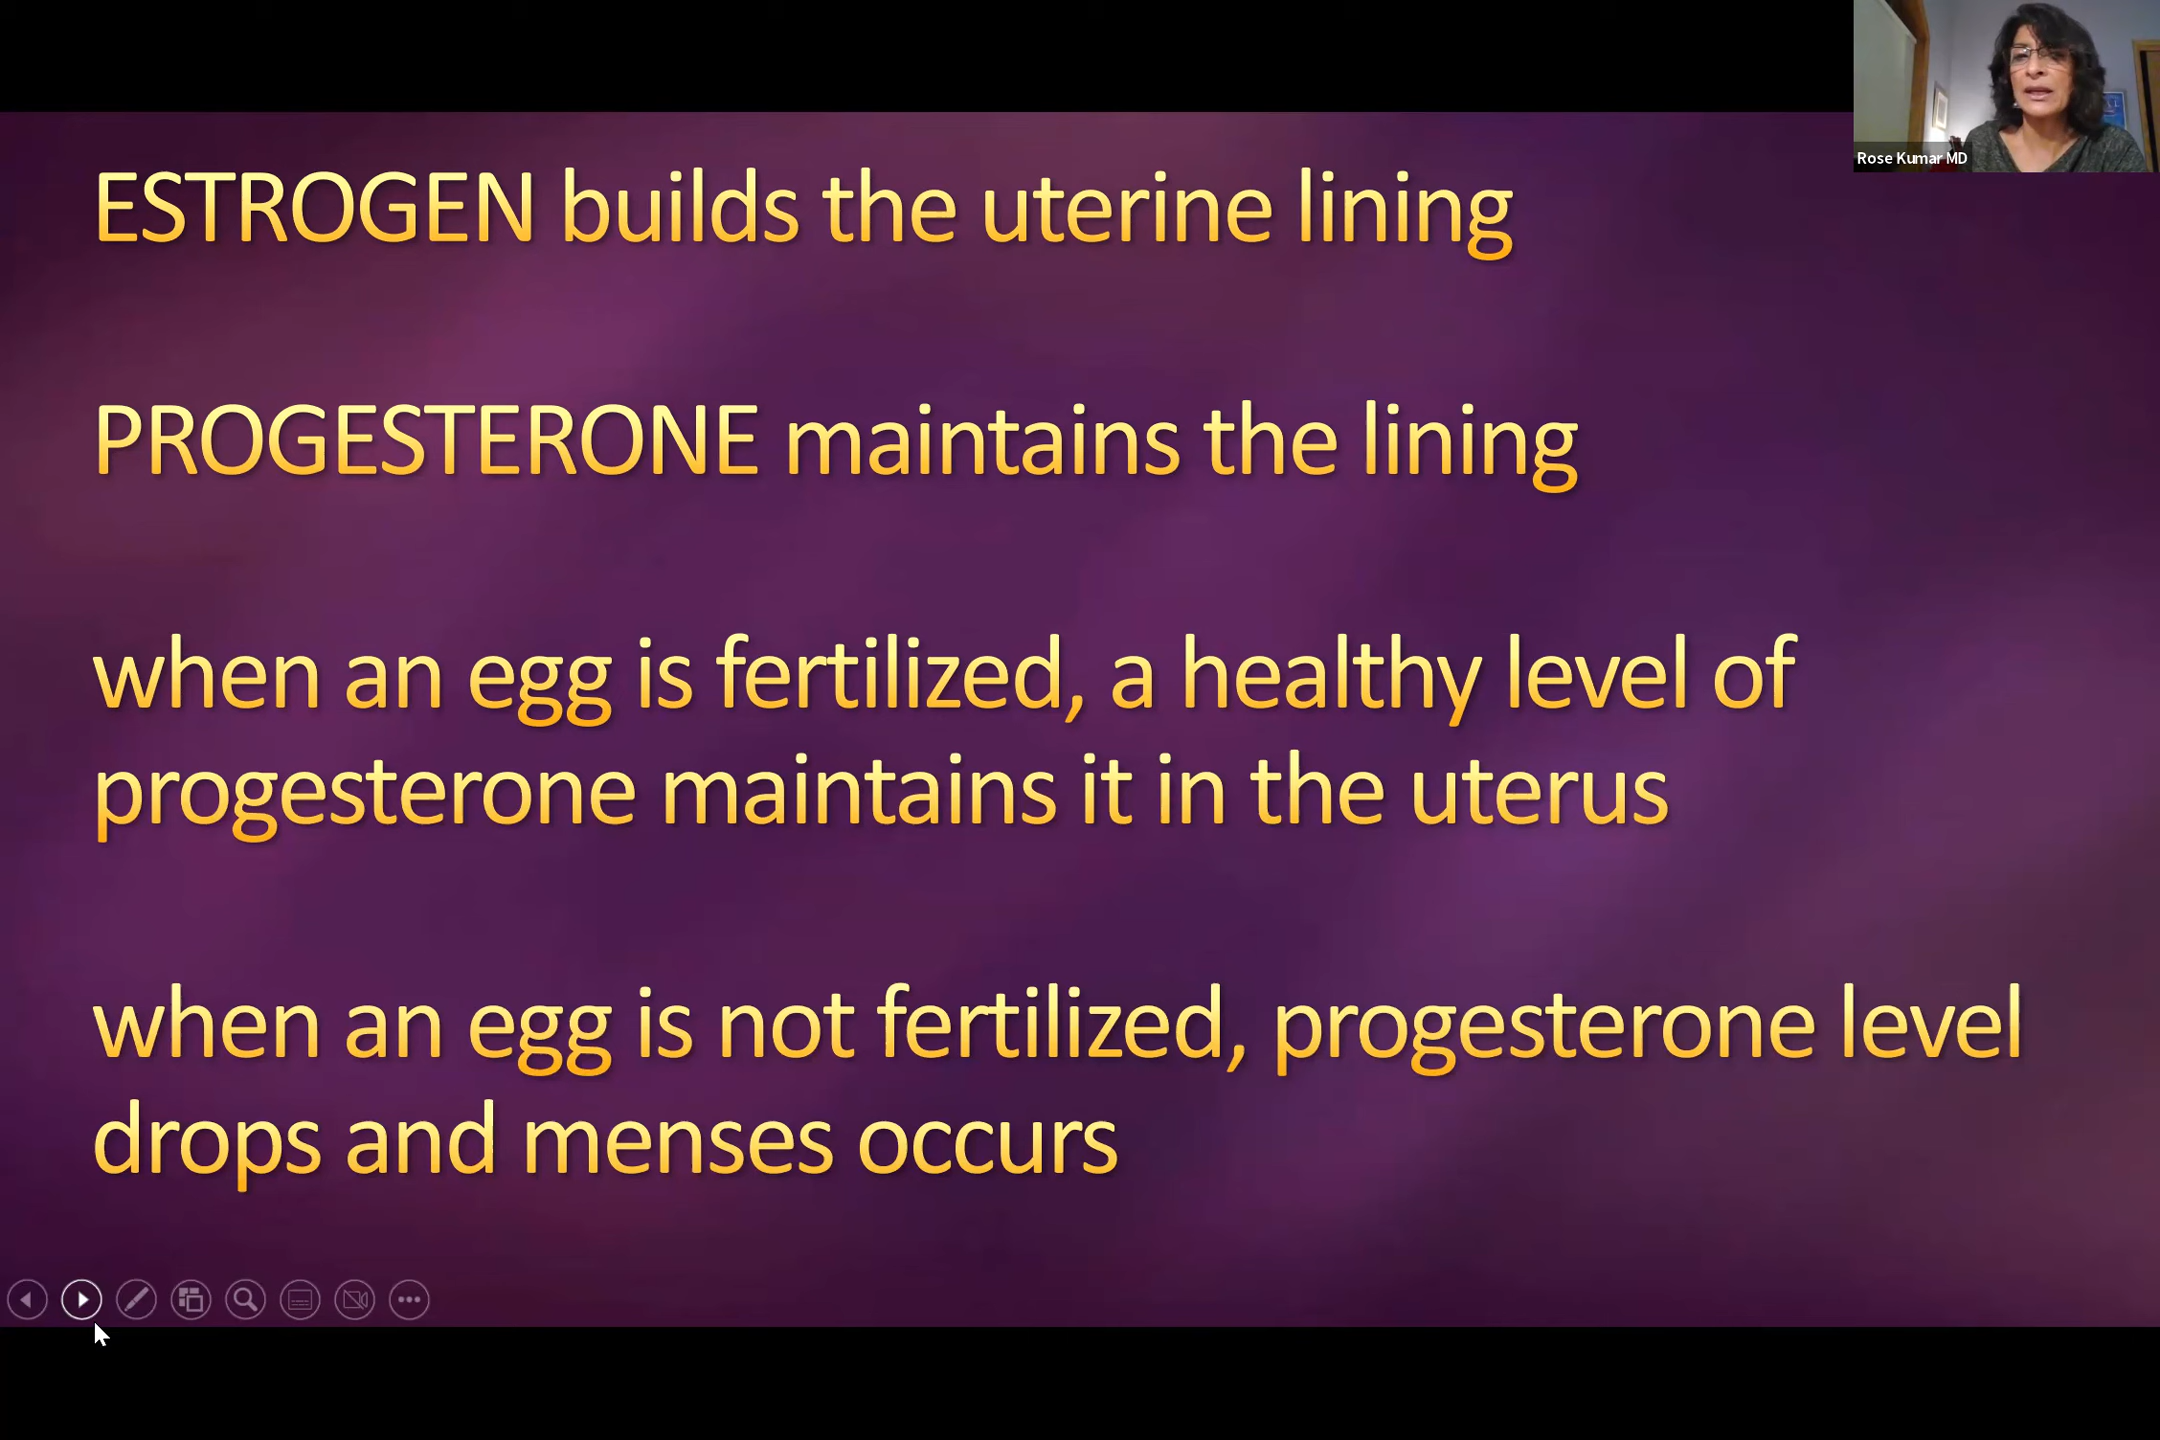 Rose Kumar MD
ESTROGEN builds the uterine lining
PROGESTERONE maintains the lining
when an egg is fertilized, a healthy level of
progesterone maintains it in the uterus
when an egg is not fertilized, progesterone level
drops and menses occurs